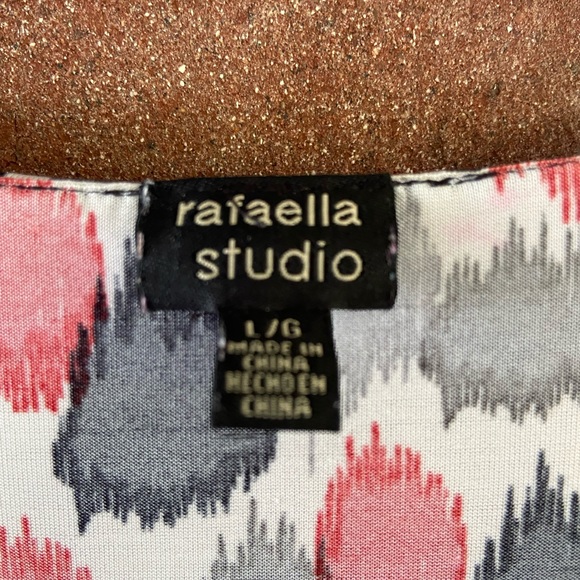 rafaella
studio
L/G
MADE IN
CHINA
HECHO EN
CHINA